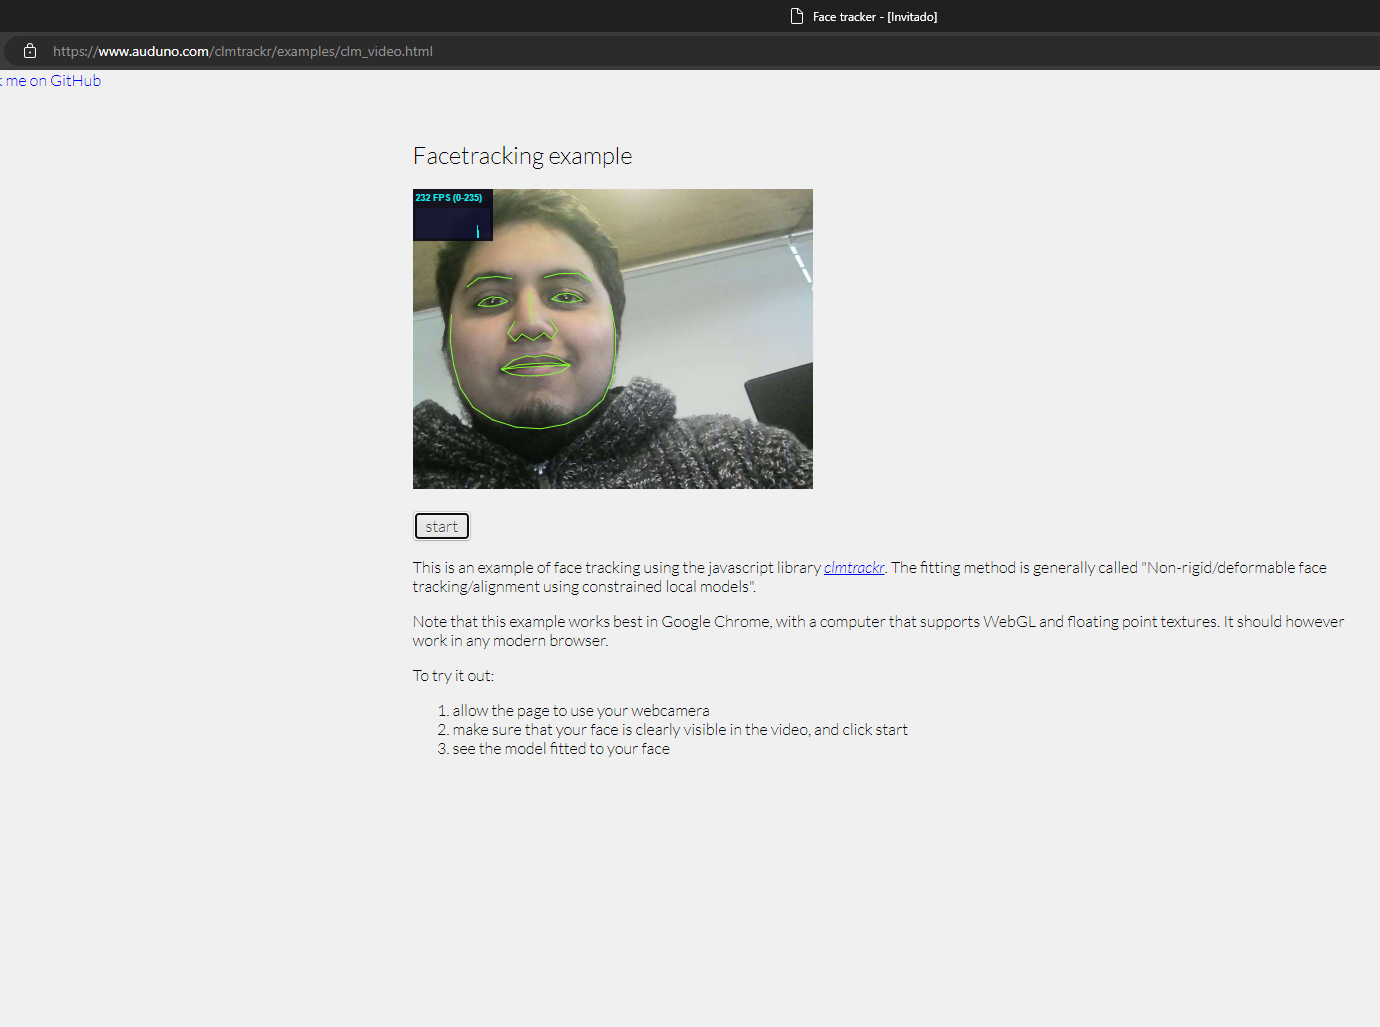 Face tracker - [Invitado]
https://www.auduno.com/clmtrackr/examples/clm_video.html
me on GitHub
Facetracking example
232 FPS (0-235)
start
This is an example of face tracking using the javascript library clmtrackr. The fitting method is generally called "Non-rigid/deformable face
tracking/alignment using constrained local models".
Note that this example works best in Google Chrome, with a computer that supports WebGL and floating point textures. It should however
work in any modern browser.
To try it out:
1. allow the page to use your webcamera
2. make sure that your face is clearly visible in the video, and click start
3. see the model fitted to your face